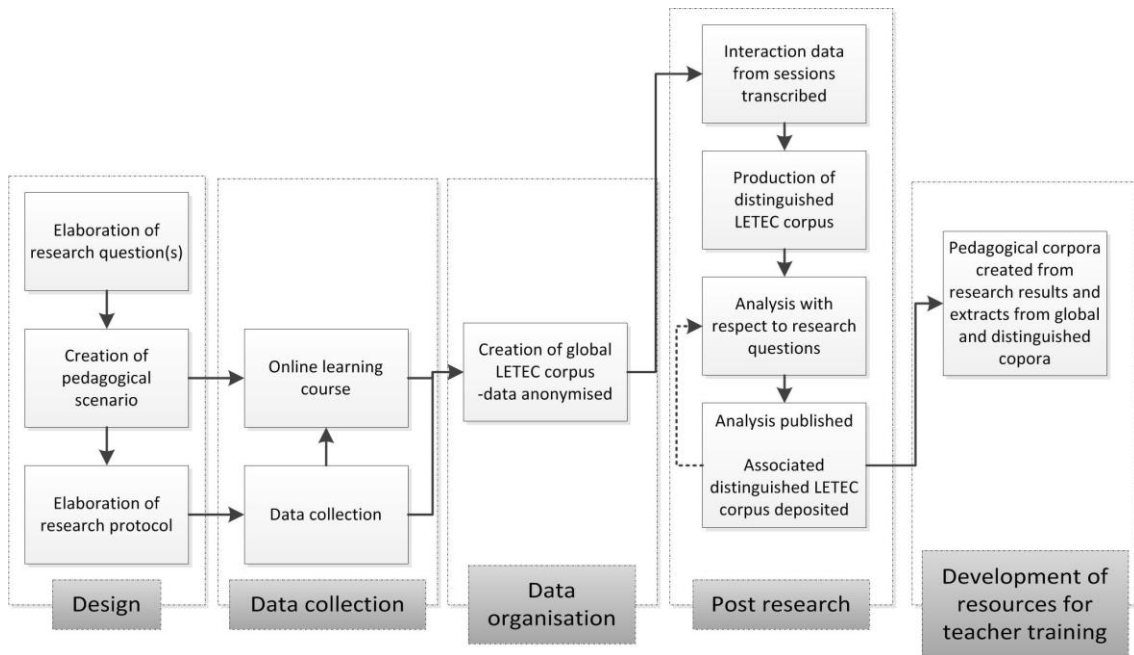 Elaboration of
research question(s)
Creation of
pedagogical
scenario
Elaboration of
research protocol
Design
Online learning
course
Data collection
Data collection
Creation of global
LETEC corpus
-data anonymised
Data
organisation
Interaction data
from sessions
transcribed
Production of
distinguished
LETEC corpus
Analysis with
respect to research
questions
Analysis published
Associated
distinguished LETEC
corpus deposited
Post research
Pedagogical corpora
created from
research results and
extracts from global
and distinguished
copora
Development of
resources for
teacher training